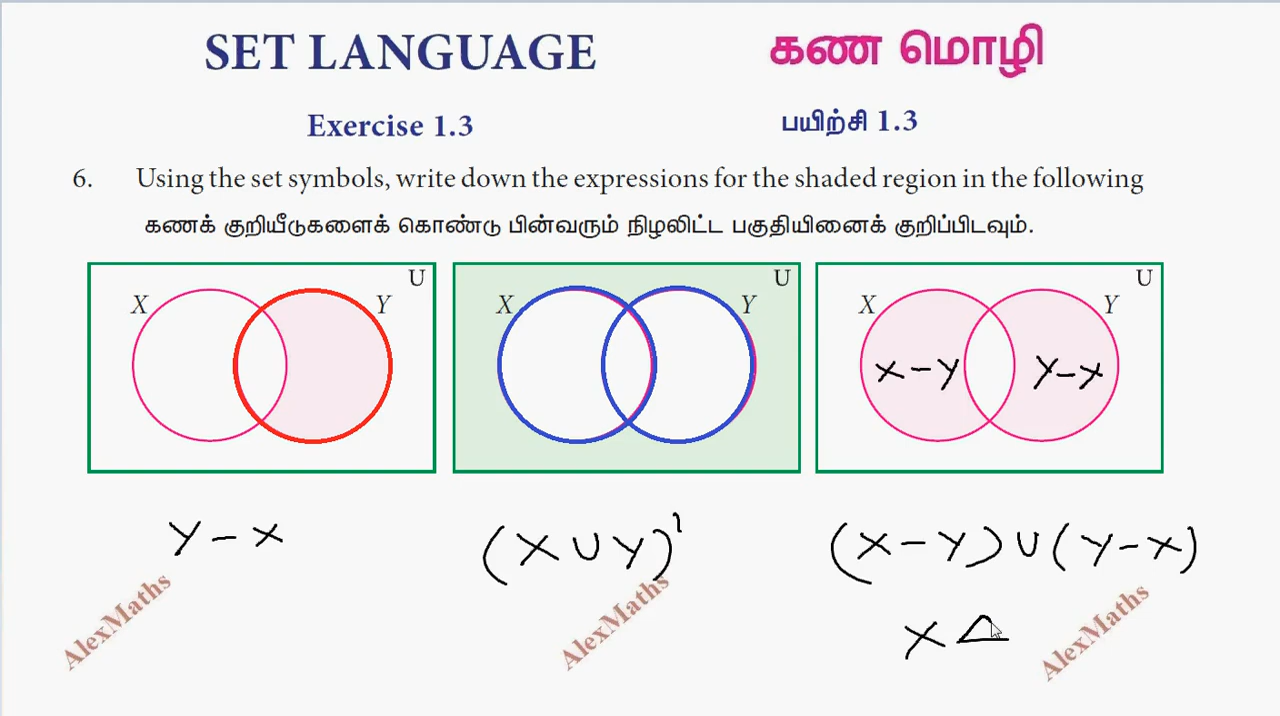 SET LANGUAGE கண மொழி
Exercise 1.3 பயிற்சி 1.3
6. Using the set symbols, write down the expressions for the shaded region in the following
கணக் குறியீடுகளைக் கொண்டு பின்வரும் நிழலிட்ட பகுதியினைக் குறிப்பிடவும்.
U U U
X Y X Y X Y
X - Y Y - X
Y - X (X ∪ Y)' (X - Y) ∪ (Y - X)
X Δ
AlexMaths AlexMaths AlexMaths